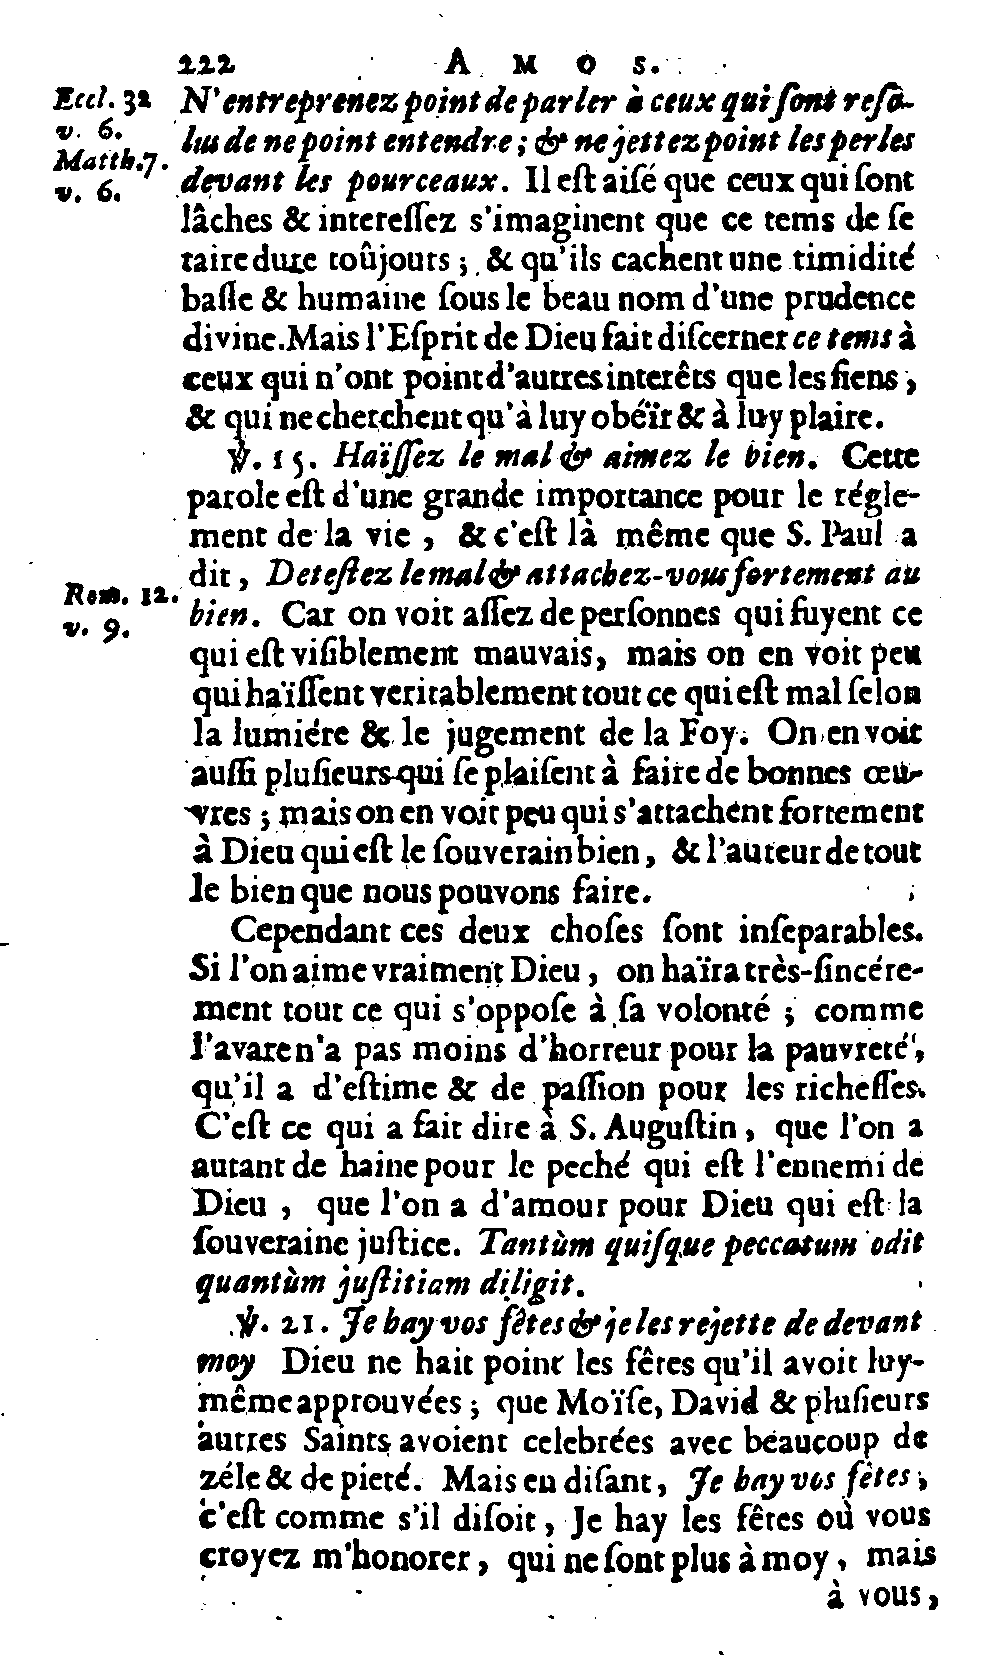 222 AMOS.
Eccl. 32
v. 6.
Matth. 7.
v. 6.
N'entreprenez point de parler à ceux qui ſont reſo-
lus de ne point entendre ; & ne jettez point les perles
devant les pourceaux. Il eſt aiſé que ceux qui ſont
lâches & intereſſez s'imaginent que ce tems de ſe
taire dure toûjours ; & qu'ils cachent une timidité
baſſe & humaine ſous le beau nom d'une prudence
divine. Mais l'Eſprit de Dieu fait diſcerner ce tems à
ceux qui n'ont point d'autres interêts que les ſiens,
& qui ne cherchent qu'à luy obéïr & à luy plaire.
℣. 15. Haïſſez le mal & aimez le bien. Cette
parole eſt d'une grande importance pour le régle-
ment de la vie, & c'eſt là même que S. Paul a
dit, Deteſtez le mal & attachez-vous fortement au
Rom. 12.
v. 9.
bien. Car on voit aſſez de perſonnes qui fuyent ce
qui eſt viſiblement mauvais, mais on en voit peu
qui haïſſent veritablement tout ce qui eſt mal ſelon
la lumiére & le jugement de la Foy. On en voit
auſſi pluſieurs qui ſe plaiſent à faire de bonnes œu-
vres ; mais on en voit peu qui s'attachent fortement
à Dieu qui eſt le ſouverain bien, & l'auteur de tout
le bien que nous pouvons faire.
Cependant ces deux choſes ſont inſeparables.
Si l'on aime vraiment Dieu, on haïra très-ſincére-
ment tout ce qui s'oppoſe à ſa volonté ; comme
l'avare n'a pas moins d'horreur pour la pauvreté,
qu'il a d'eſtime & de paſſion pour les richeſſes.
C'eſt ce qui a fait dire à S. Auguſtin, que l'on a
autant de haine pour le peché qui eſt l'ennemi de
Dieu, que l'on a d'amour pour Dieu qui eſt la
ſouveraine juſtice. Tantùm quiſque peccatum odit
quantùm juſtitiam diligit.
℣. 21. Je hay vos fêtes & je les rejette de devant
moy Dieu ne hait point les fêtes qu'il avoit luy-
même approuvées ; que Moïſe, David & pluſieurs
autres Saints avoient celebrées avec beaucoup de
zéle & de pieté. Mais en diſant, Je hay vos fêtes,
c'eſt comme s'il diſoit, Je hay les fêtes où vous
croyez m'honorer, qui ne ſont plus à moy, mais
à vous,